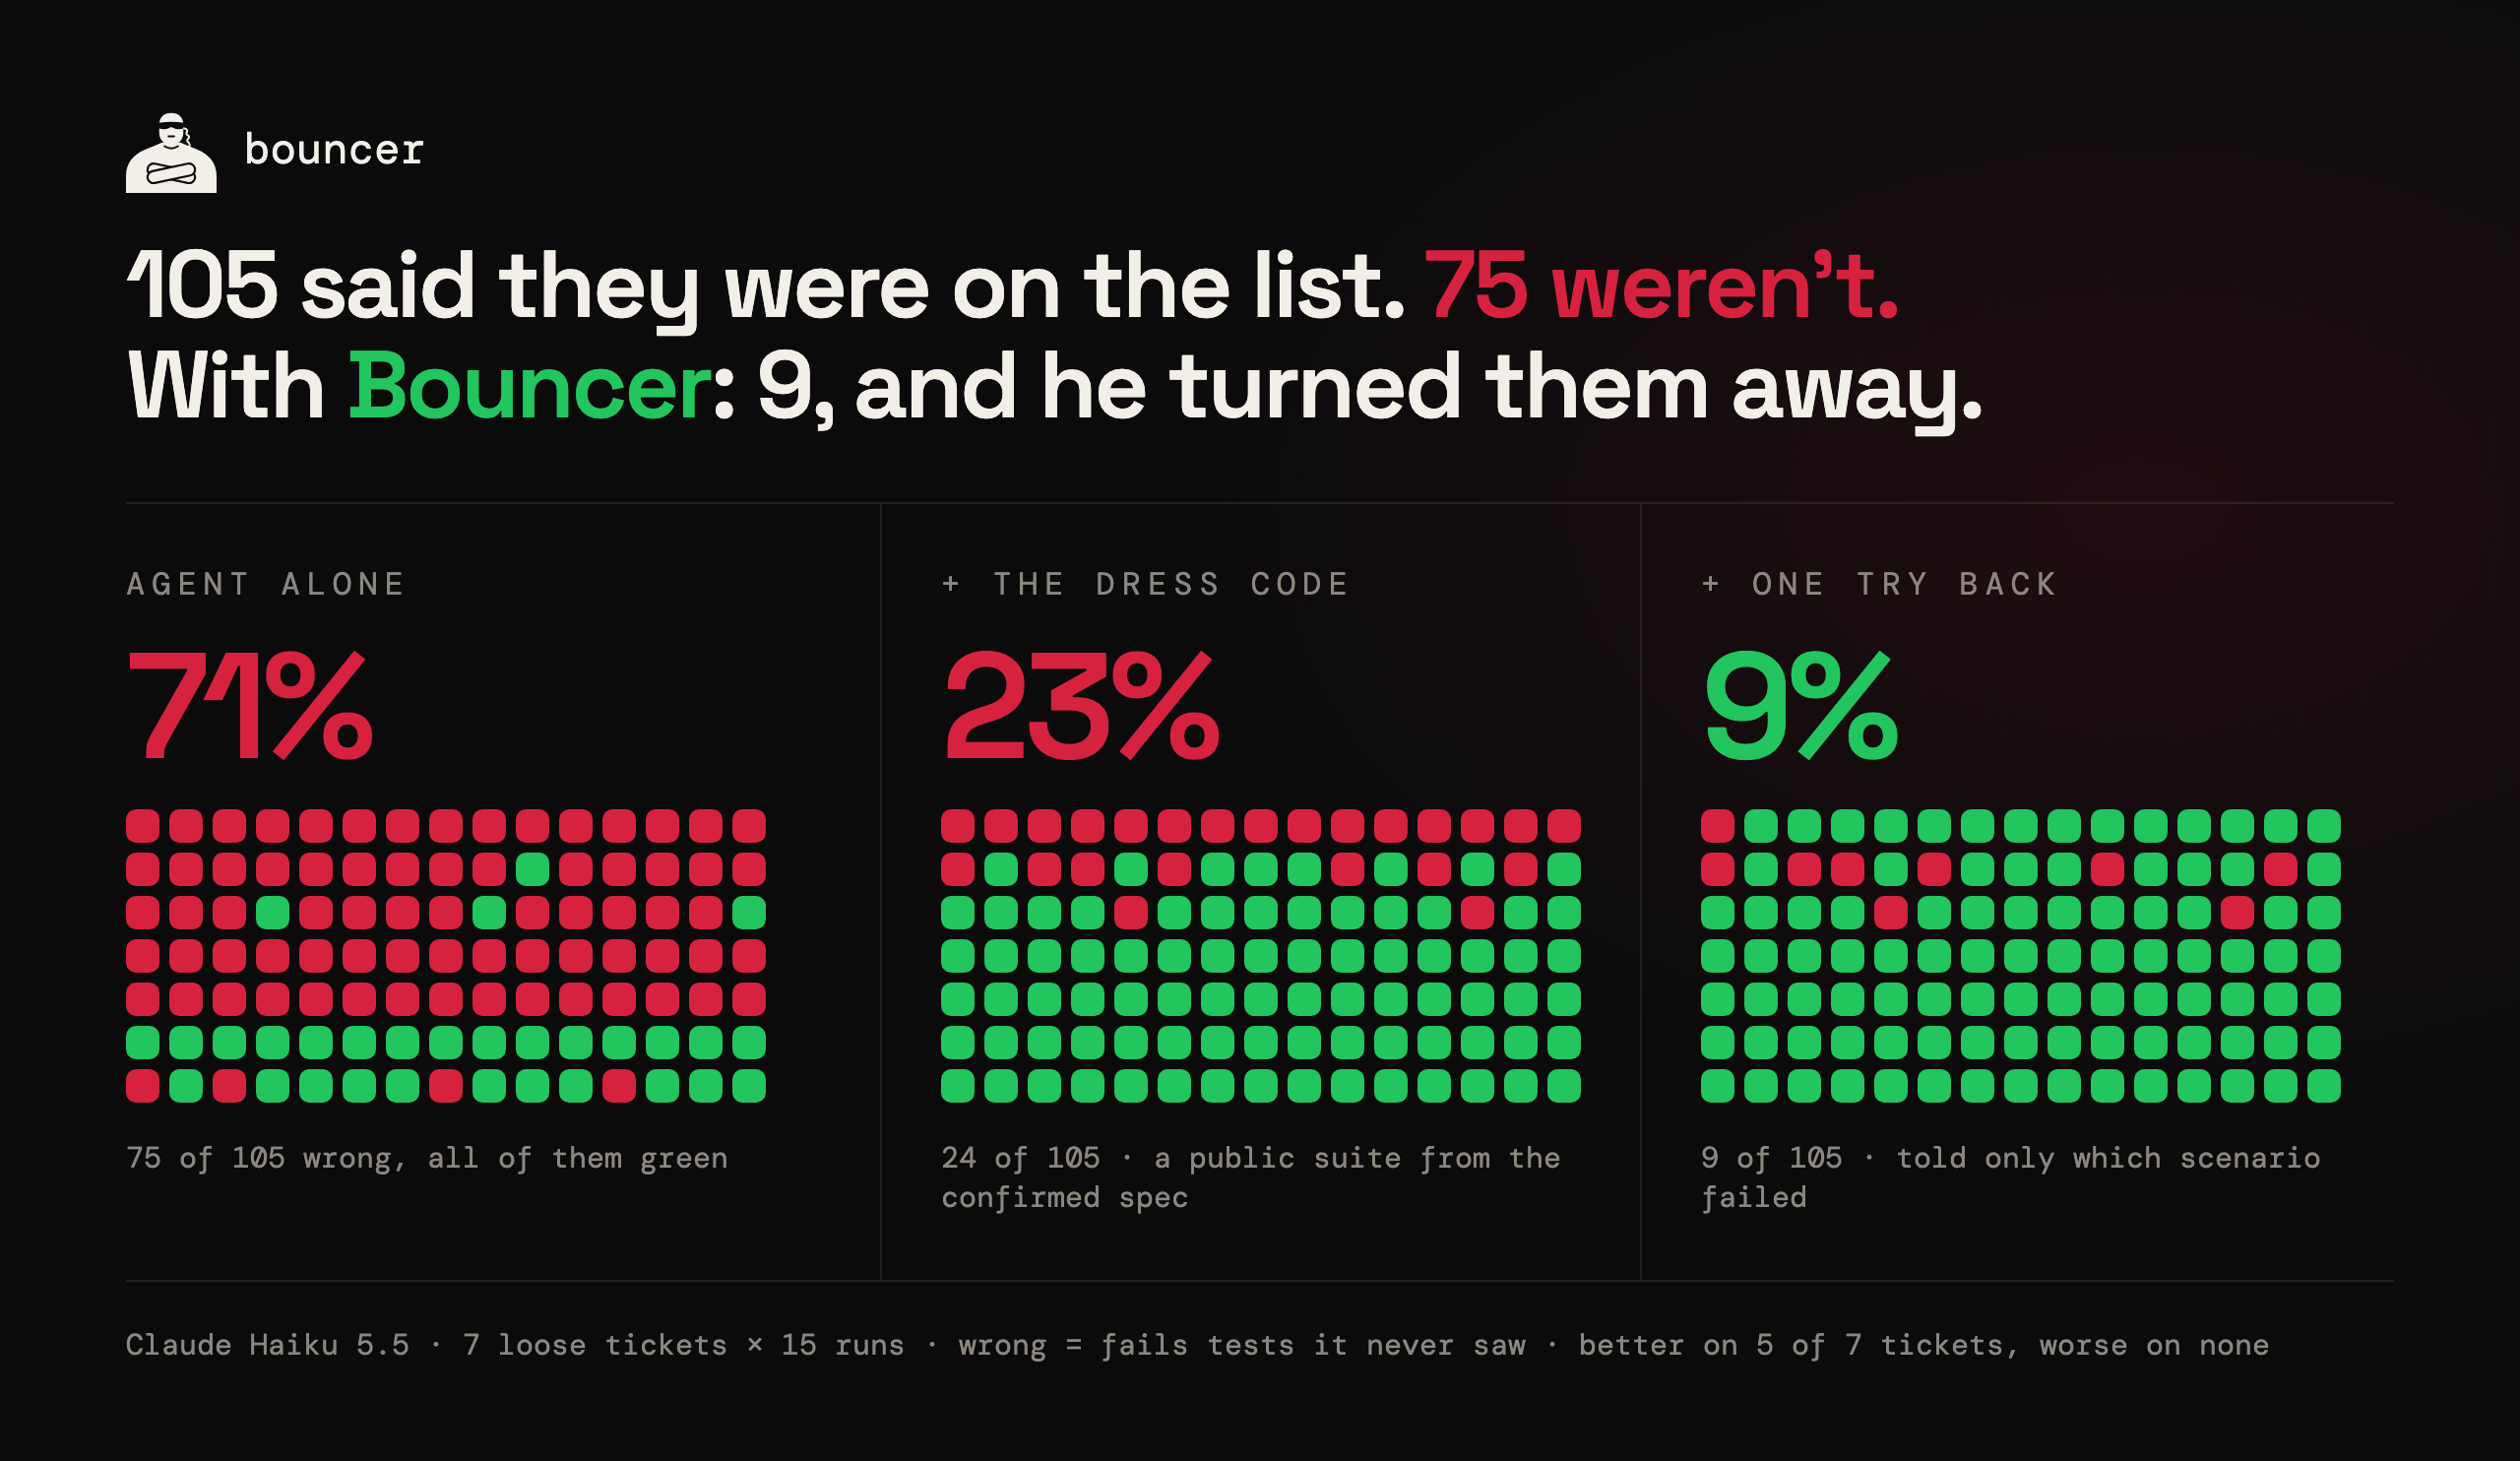 bouncer
105 said they were on the list. 75 weren’t.
With Bouncer: 9, and he turned them away.
AGENT ALONE
71%
75 of 105 wrong, all of them green
+ THE DRESS CODE
23%
24 of 105 · a public suite from the
confirmed spec
+ ONE TRY BACK
9%
9 of 105 · told only which scenario
failed
Claude Haiku 5.5 · 7 loose tickets × 15 runs · wrong = fails tests it never saw · better on 5 of 7 tickets, worse on none